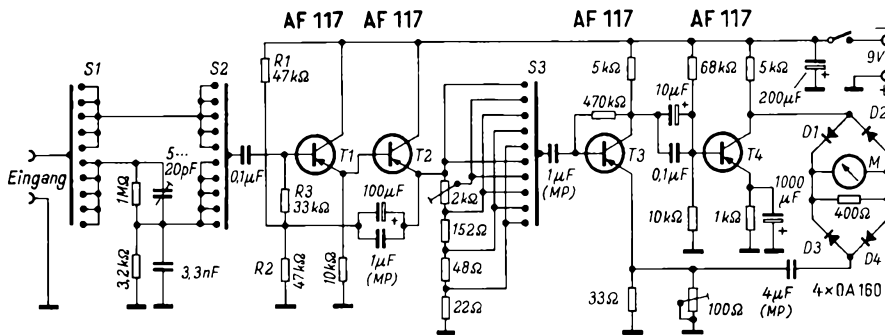 AF 117 AF 117 AF 117 AF 117
S1
S2
R1
47kΩ
S3
5kΩ
68kΩ
5kΩ
9V
−
+
200μF
10μF
470kΩ
D1
D2
5...
20pF
T1
T2
T3
T4
M
Eingang
1MΩ
0,1μF
R3
33kΩ
100μF
2kΩ
1μF
(MP)
0,1μF
1000
μF
400Ω
152Ω
10kΩ
1kΩ
D3
D4
3,2kΩ
3,3nF
R2
47kΩ
1μF
(MP)
10kΩ
48Ω
22Ω
33Ω
100Ω
4μF
(MP)
4×OA160